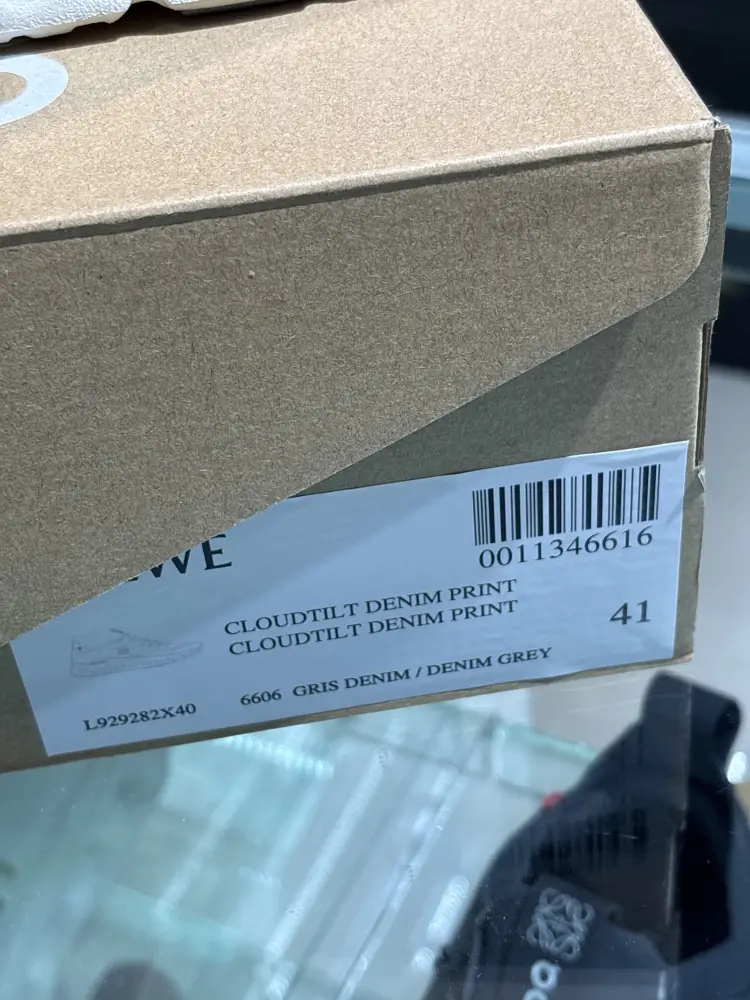 WE
0011346616
CLOUDTILT DENIM PRINT
CLOUDTILT DENIM PRINT
41
L929282X40
6606 GRIS DENIM / DENIM GREY